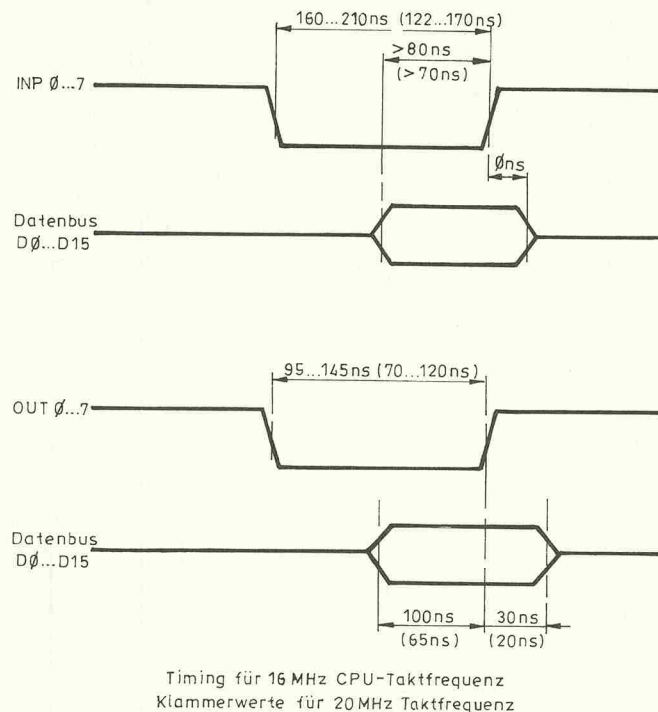 160...210ns (122...170ns)
>80ns
(>70ns)
INP Ø...7
Øns
Datenbus
DØ...D15
95...145ns (70...120ns)
OUT Ø...7
Datenbus
DØ...D15
100ns
(65ns)
30ns
(20ns)
Timing für 16 MHz CPU-Taktfrequenz
Klammerwerte für 20 MHz Taktfrequenz